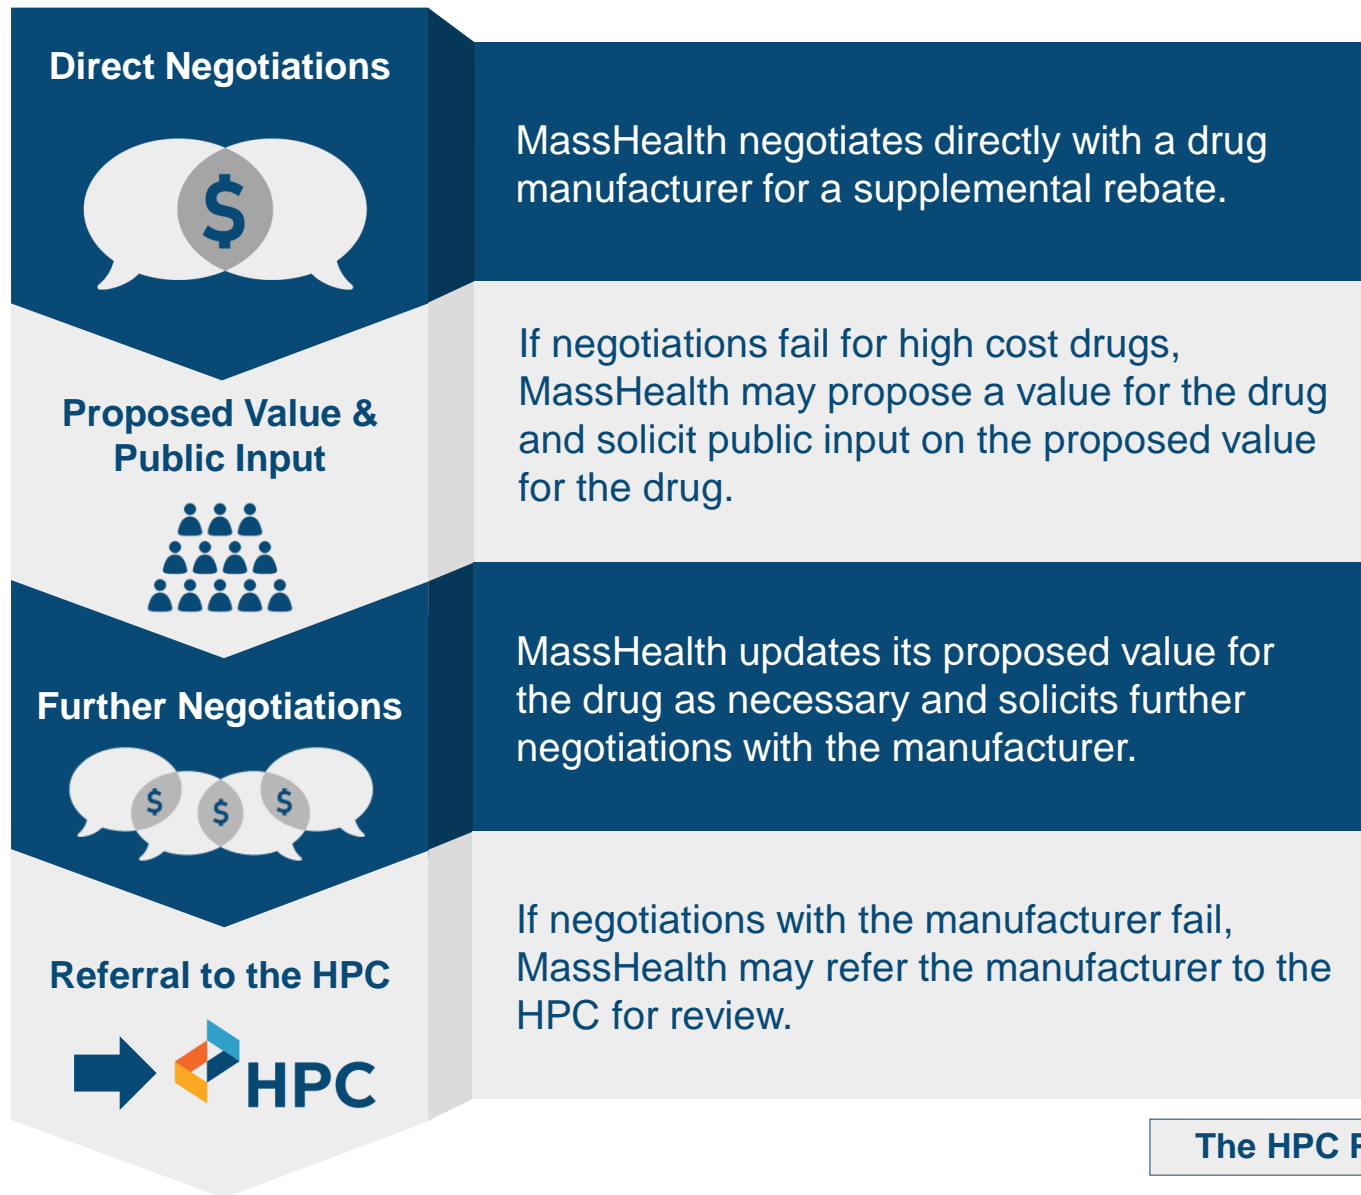 Direct Negotiations
$
MassHealth negotiates directly with a drug
manufacturer for a supplemental rebate.
Proposed Value &
Public Input
If negotiations fail for high cost drugs,
MassHealth may propose a value for the drug
and solicit public input on the proposed value
for the drug.
Further Negotiations
$ $ $
MassHealth updates its proposed value for
the drug as necessary and solicits further
negotiations with the manufacturer.
Referral to the HPC
HPC
If negotiations with the manufacturer fail,
MassHealth may refer the manufacturer to the
HPC for review.
The HPC